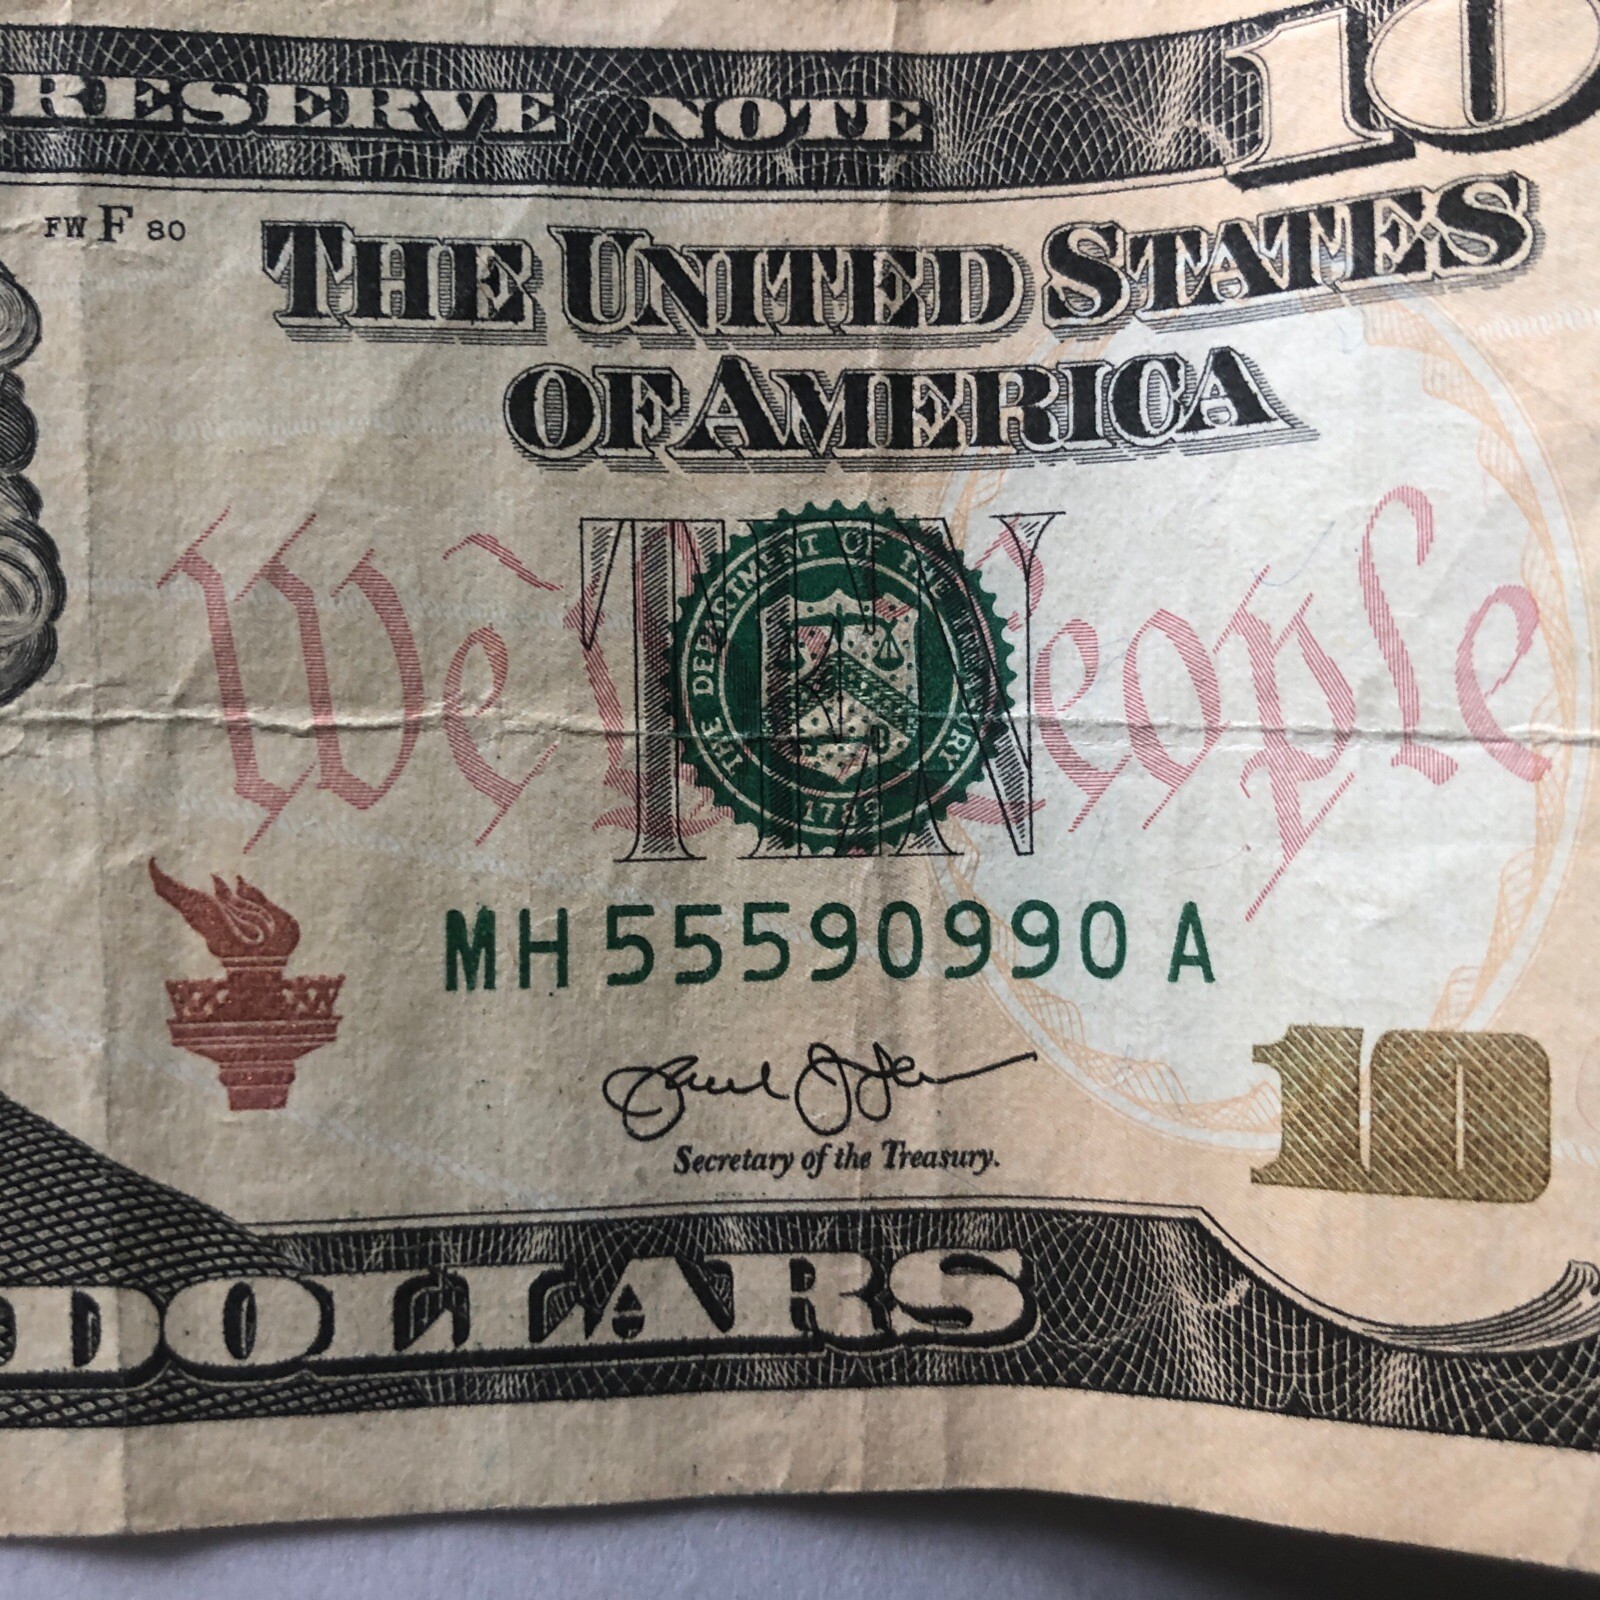 RESERVE NOTE
10
FW F 80
THE UNITED STATES
OF AMERICA
We the People
TEN
THE DEPARTMENT OF THE TREASURY
1789
MH 55590990 A
Secretary of the Treasury.
10
DOLLARS